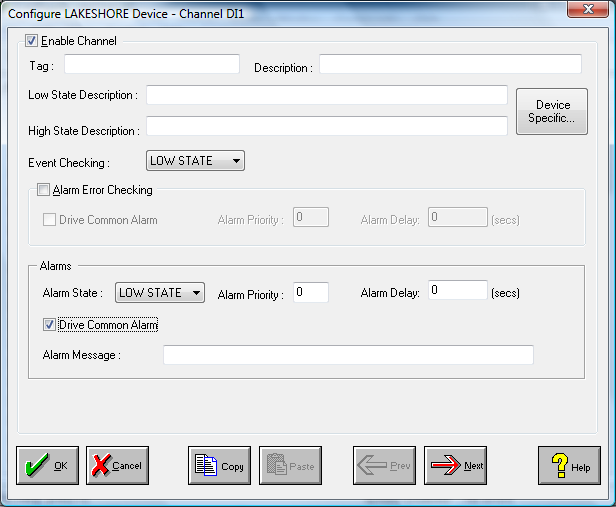 Configure LAKESHORE Device - Channel DI1
Enable Channel
Tag : Description :
Low State Description :
Device Specific...
High State Description :
Event Checking : LOW STATE
Alarm Error Checking
Drive Common Alarm Alarm Priority : 0 Alarm Delay: 0 (secs)
Alarms
Alarm State : LOW STATE Alarm Priority : 0 Alarm Delay: 0 (secs)
Drive Common Alarm
Alarm Message :
OK Cancel Copy Paste Prev Next Help